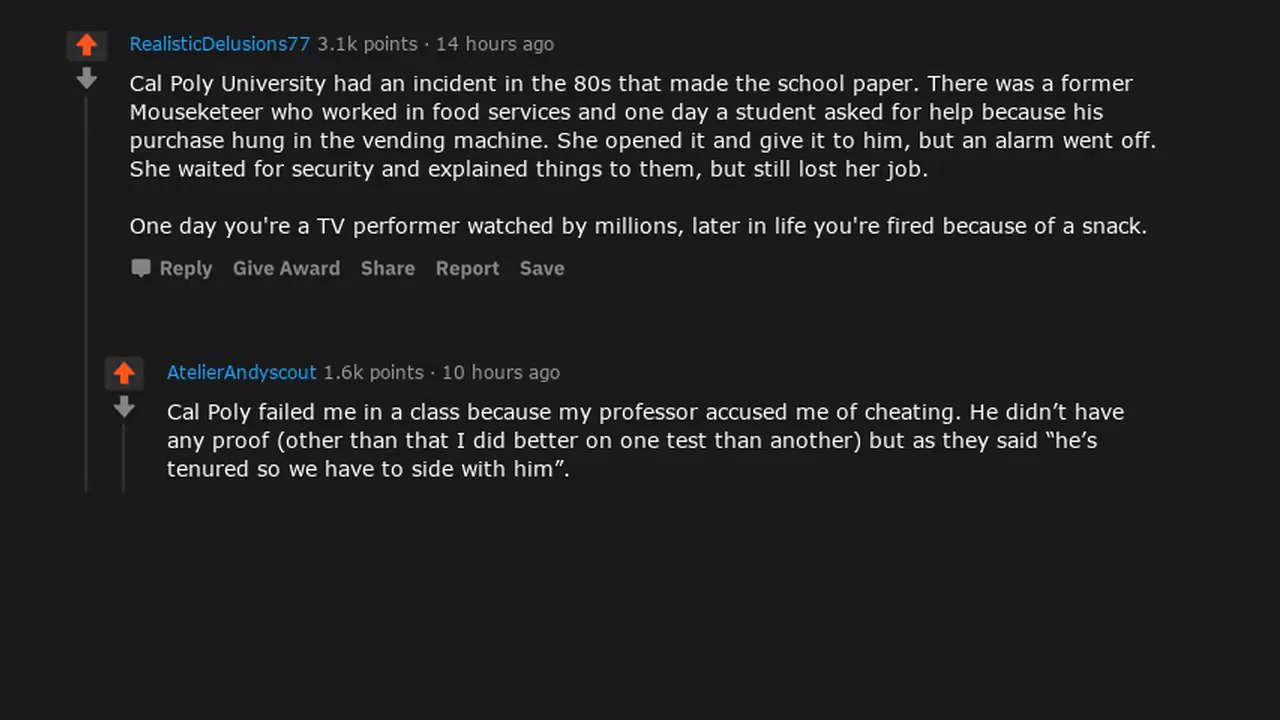 RealisticDelusions77 3.1k points · 14 hours ago
Cal Poly University had an incident in the 80s that made the school paper. There was a former
Mouseketeer who worked in food services and one day a student asked for help because his
purchase hung in the vending machine. She opened it and give it to him, but an alarm went off.
She waited for security and explained things to them, but still lost her job.
One day you're a TV performer watched by millions, later in life you're fired because of a snack.
Reply Give Award Share Report Save
AtelierAndyscout 1.6k points · 10 hours ago
Cal Poly failed me in a class because my professor accused me of cheating. He didn’t have
any proof (other than that I did better on one test than another) but as they said “he’s
tenured so we have to side with him”.